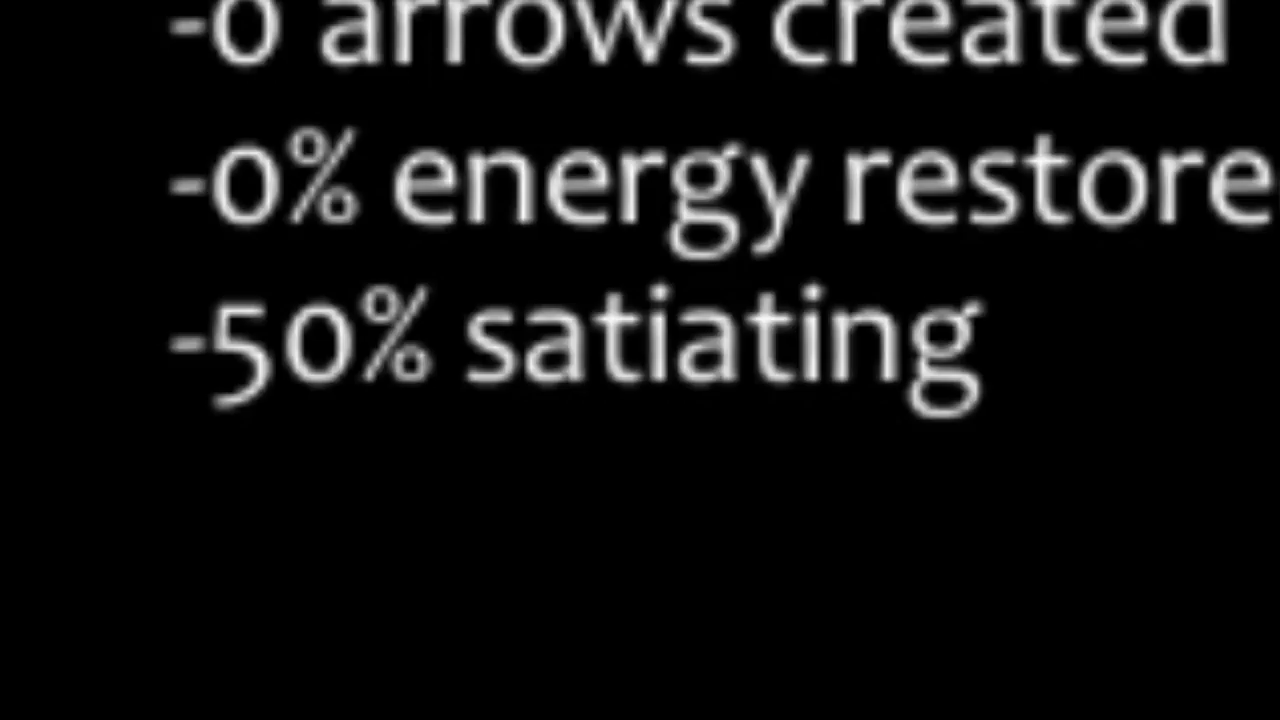 -0 arrows created
-0% energy restore
-50% satiating